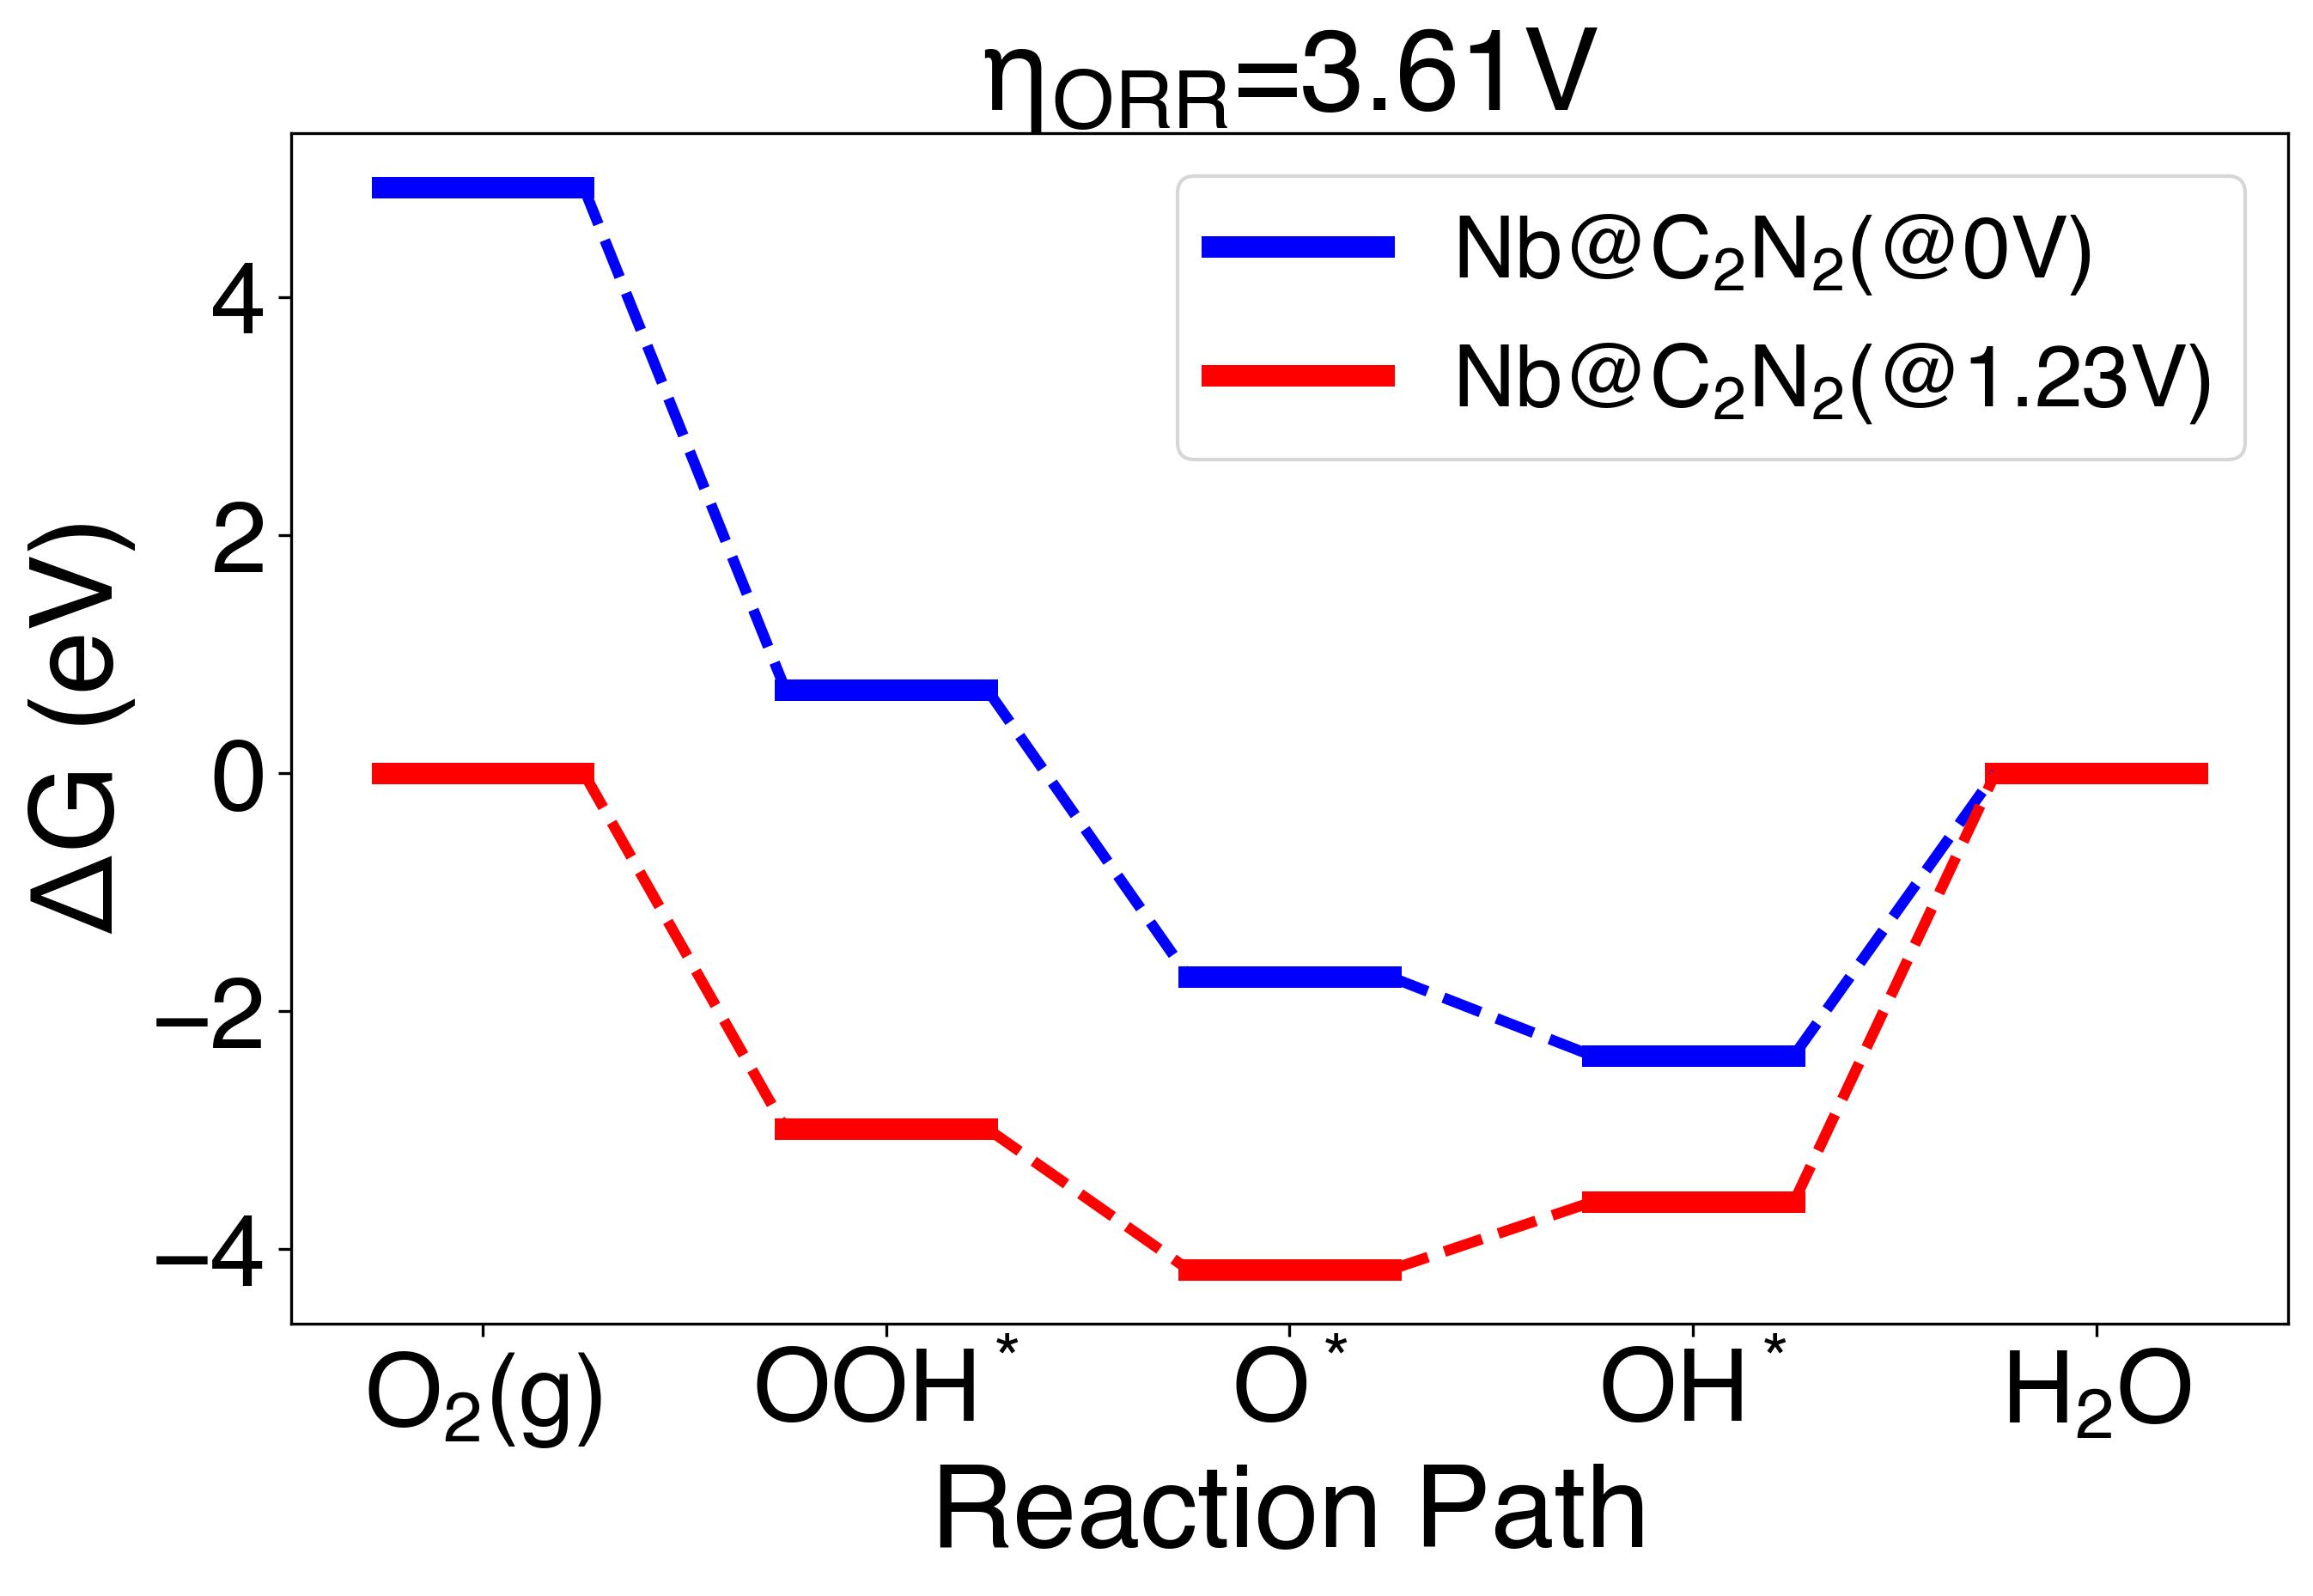 η_ORR=3.61V
Nb@C₂N₂(@0V)
Nb@C₂N₂(@1.23V)
ΔG (eV)
4
2
0
−2
−4
O₂(g) OOH* O* OH* H₂O
Reaction Path